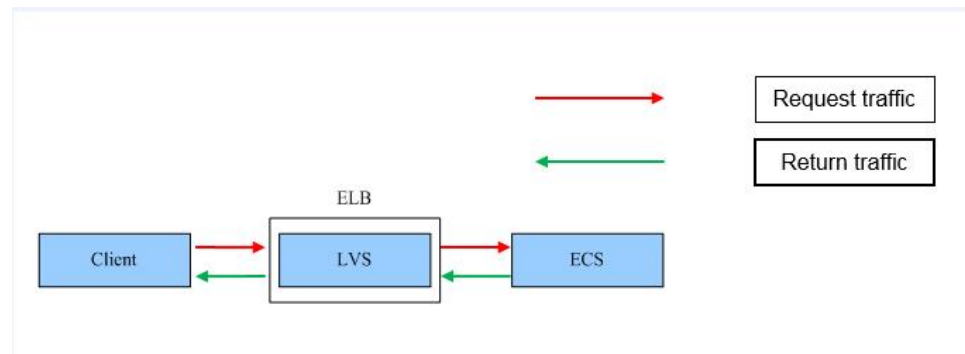 Request traffic
Return traffic
ELB
Client
LVS
ECS